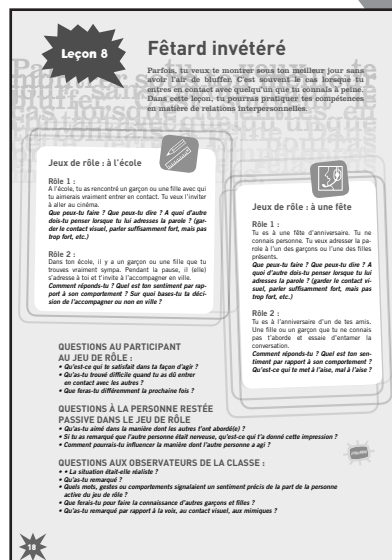 Leçon 8
Fêtard invétéré
Parfois, tu veux te montrer sous ton meilleur jour sans
avoir l'air de bluffer. C'est souvent le cas lorsque tu
entres en contact avec quelqu'un que tu connais à peine.
Dans cette leçon, tu pourras pratiquer tes compétences
en matière de relations interpersonnelles.
Jeux de rôle : à l'école
Rôle 1 :
A l'école, tu as rencontré un garçon ou une fille avec qui
tu aimerais vraiment entrer en contact. Tu veux l'inviter
à aller au cinéma.
Que peux-tu faire ? Que peux-tu dire ? A quoi d'autre
dois-tu penser lorsque tu lui adresses la parole ? (gar-
der le contact visuel, parler suffisamment fort, mais pas
trop fort, etc.)
Rôle 2 :
Dans ton école, il y a un garçon ou une fille que tu
trouves vraiment sympa. Pendant la pause, il (elle)
s'adresse à toi et t'invite à l'accompagner en ville.
Comment réponds-tu ? Quel est ton sentiment par rap-
port à son comportement ? Sur quoi bases-tu ta déci-
sion de l'accompagner ou non en ville ?
Jeux de rôle : à une fête
Rôle 1 :
Tu es à une fête d'anniversaire. Tu ne
connais personne. Tu veux adresser la pa-
role à l'un des garçons ou l'une des filles
présents.
Que peux-tu faire ? Que peux-tu dire ? A
quoi d'autre dois-tu penser lorsque tu lui
adresses la parole ? (garder le contact vi-
suel, parler suffisamment fort, mais pas
trop fort, etc.)
Rôle 2 :
Tu es à l'anniversaire d'un de tes amis.
Une fille ou un garçon que tu ne connais
pas t'aborde et essaie d'entamer la
conversation.
Comment réponds-tu ? Quel est ton sen-
timent par rapport à son comportement ?
Qu'est-ce qui te met à l'aise, mal à l'aise ?
QUESTIONS AU PARTICIPANT
AU JEU DE RÔLE :
• Qu'est-ce qui te satisfait dans ta façon d'agir ?
• Qu'as-tu trouvé difficile quand tu as dû entrer
en contact avec les autres ?
• Que feras-tu différemment la prochaine fois ?
QUESTIONS À LA PERSONNE RESTÉE
PASSIVE DANS LE JEU DE RÔLE
• Qu'as-tu aimé dans la manière dont les autres t'ont abordé(e) ?
• Si tu as remarqué que l'autre personne était nerveuse, qu'est-ce qui t'a donné cette impression ?
• Comment pourrais-tu influencer la manière dont l'autre personne a agi ?
QUESTIONS AUX OBSERVATEURS DE LA CLASSE :
• • La situation était-elle réaliste ?
• Qu'as-tu remarqué ?
• Quels mots, gestes ou comportements signalaient un sentiment précis de la part de la personne
active du jeu de rôle ?
• Que ferais-tu pour faire la connaissance d'autres garçons et filles ?
• Qu'as-tu remarqué par rapport à la voix, au contact visuel, aux mimiques ?
18